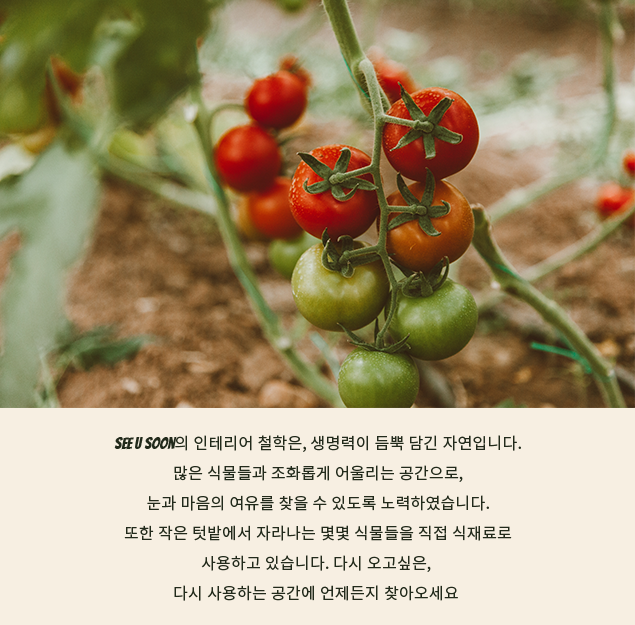 SEE U SOON의 인테리어 철학은, 생명력이 듬뿍 담긴 자연입니다.
많은 식물들과 조화롭게 어울리는 공간으로,
눈과 마음의 여유를 찾을 수 있도록 노력하였습니다.
또한 작은 텃밭에서 자라나는 몇몇 식물들을 직접 식재료로
사용하고 있습니다. 다시 오고싶은,
다시 사용하는 공간에 언제든지 찾아오세요